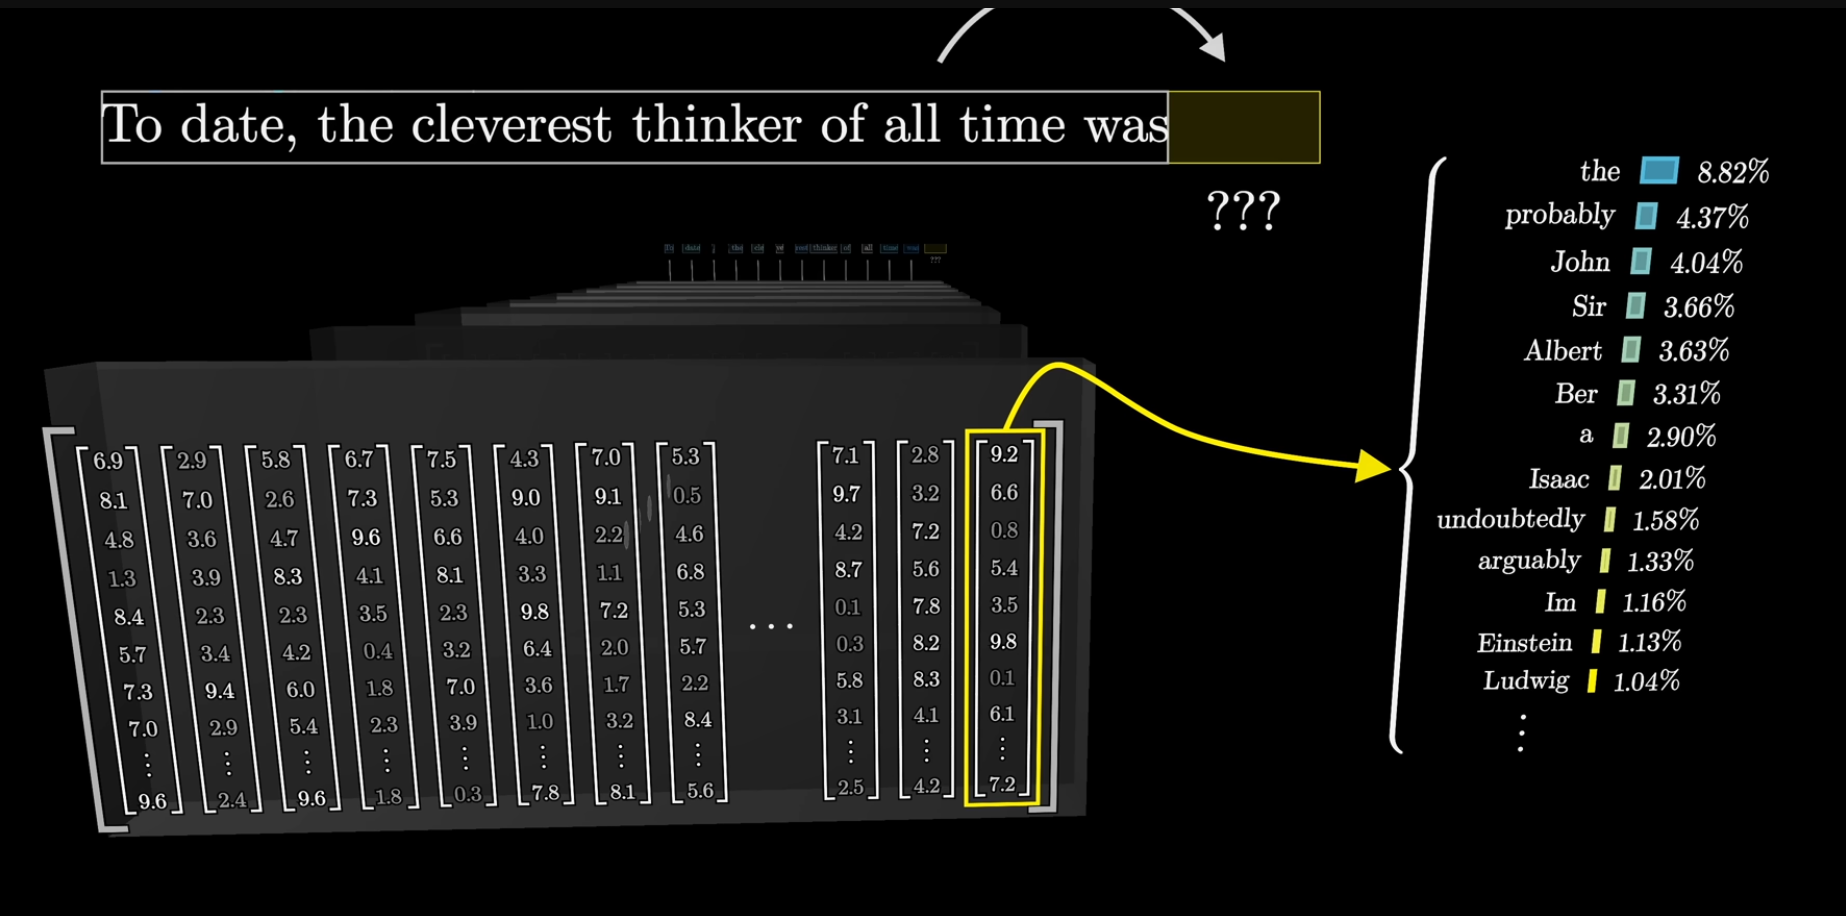 To date, the cleverest thinker of all time was
???
To date , the cle ve rest thinker of all time was
???
the 8.82%
probably 4.37%
John 4.04%
Sir 3.66%
Albert 3.63%
Ber 3.31%
a 2.90%
Isaac 2.01%
undoubtedly 1.58%
arguably 1.33%
Im 1.16%
Einstein 1.13%
Ludwig 1.04%
⋮
6.9 2.9 5.8 6.7 7.5 4.3 7.0 5.3 7.1 2.8 9.2
8.1 7.0 2.6 7.3 5.3 9.0 9.1 0.5 9.7 3.2 6.6
4.8 3.6 4.7 9.6 6.6 4.0 2.2 4.6 4.2 7.2 0.8
1.3 3.9 8.3 4.1 8.1 3.3 1.1 6.8 8.7 5.6 5.4
8.4 2.3 2.3 3.5 2.3 9.8 7.2 5.3 ... 0.1 7.8 3.5
5.7 3.4 4.2 0.4 3.2 6.4 2.0 5.7 0.3 8.2 9.8
7.3 9.4 6.0 1.8 7.0 3.6 1.7 2.2 5.8 8.3 0.1
7.0 2.9 5.4 2.3 3.9 1.0 3.2 8.4 3.1 4.1 6.1
⋮ ⋮ ⋮ ⋮ ⋮ ⋮ ⋮ ⋮ ⋮ ⋮ ⋮
9.6 2.4 9.6 1.8 0.3 7.8 8.1 5.6 2.5 4.2 7.2